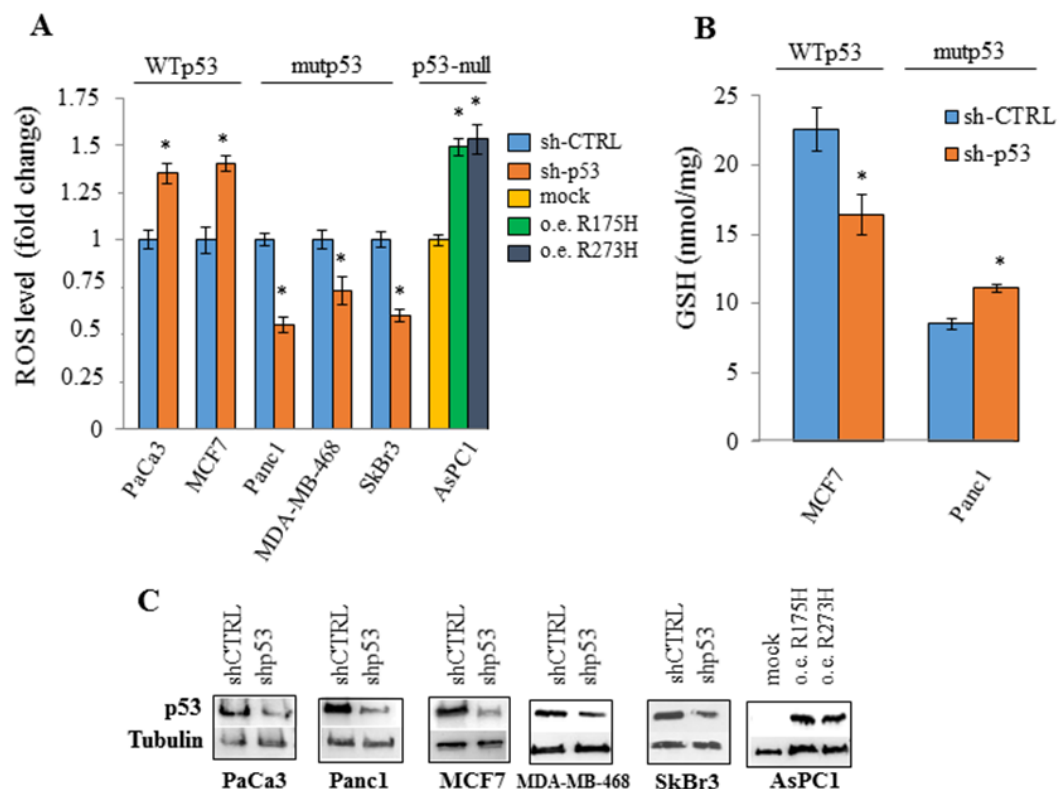 A
WTp53 mutp53 p53-null
ROS level (fold change)
1.75
1.5
1.25
1
0.75
0.5
0.25
0
* * * * * * *
sh-CTRL
sh-p53
mock
o.e. R175H
o.e. R273H
PaCa3 MCF7 Panc1 MDA-MB-468 SkBr3 AsPC1
B
WTp53 mutp53
GSH (nmol/mg)
25
20
15
10
5
0
* *
sh-CTRL
sh-p53
MCF7 Panc1
C
shCTRL shp53 shCTRL shp53 shCTRL shp53 shCTRL shp53 shCTRL shp53 mock o.e. R175H o.e. R273H
p53
Tubulin
PaCa3 Panc1 MCF7 MDA-MB-468 SkBr3 AsPC1